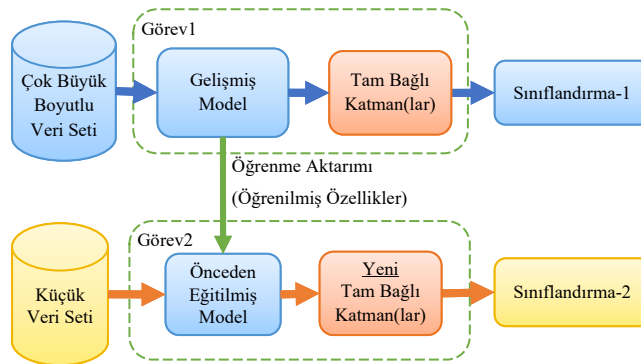 Görev1
Çok Büyük
Boyutlu
Veri Seti
Gelişmiş
Model
Tam Bağlı
Katman(lar)
Sınıflandırma-1
Öğrenme Aktarımı
(Öğrenilmiş Özellikler)
Görev2
Küçük
Veri Seti
Önceden
Eğitilmiş
Model
Yeni
Tam Bağlı
Katman(lar)
Sınıflandırma-2